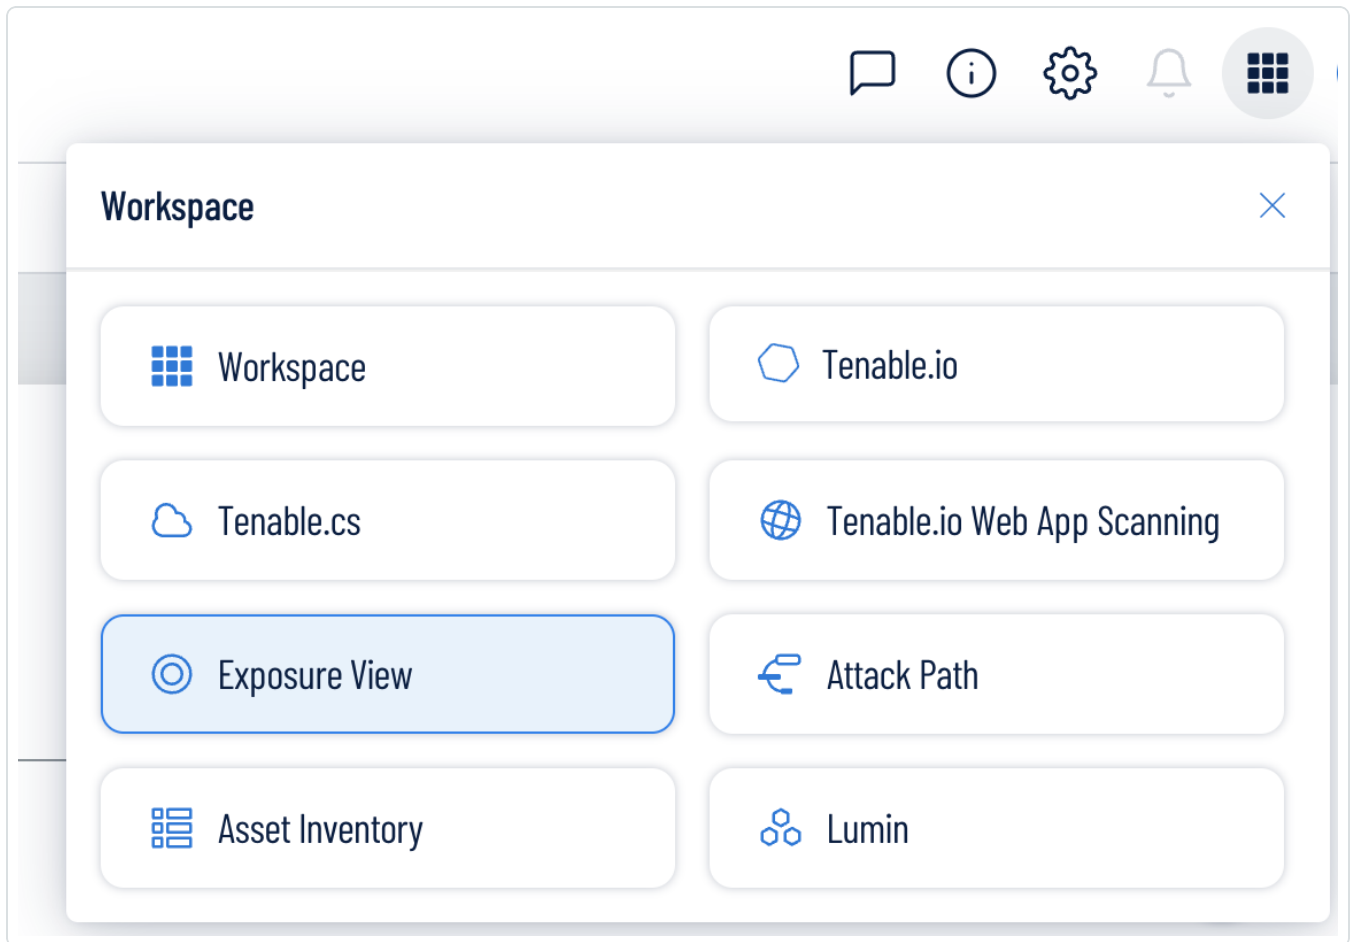 Workspace
Workspace
Tenable.io
Tenable.cs
Tenable.io Web App Scanning
Exposure View
Attack Path
Asset Inventory
Lumin